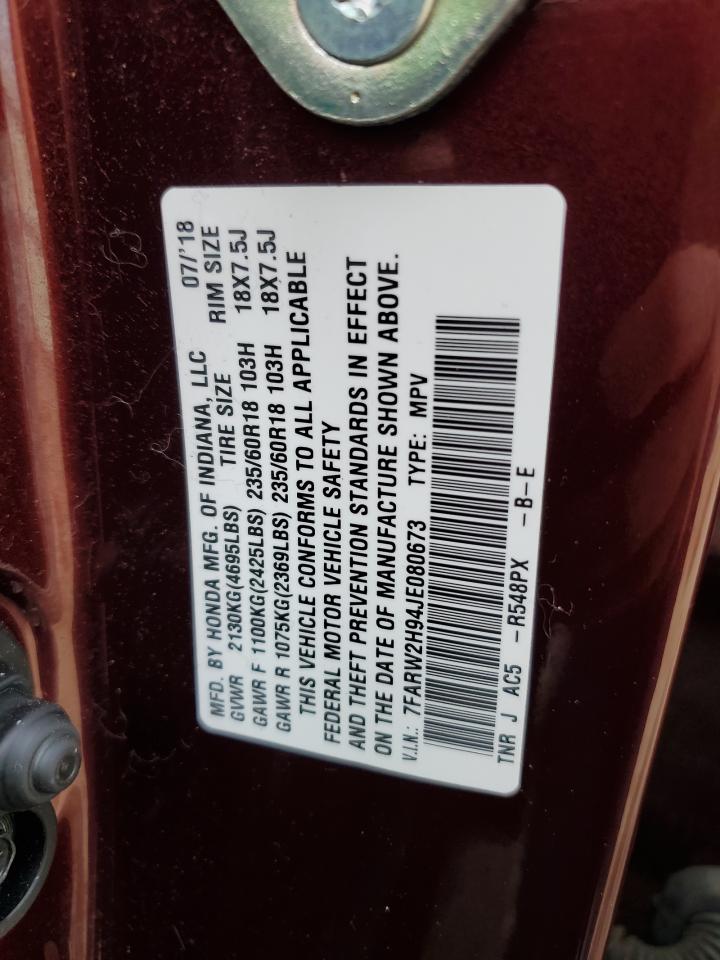 MFD. BY HONDA MFG. OF INDIANA, LLC 07/'18
GVWR 2130KG(4695LBS) TIRE SIZE RIM SIZE
GAWR F 1100KG(2425LBS) 235/60R18 103H 18X7.5J
GAWR R 1075KG(2369LBS) 235/60R18 103H 18X7.5J
THIS VEHICLE CONFORMS TO ALL APPLICABLE
FEDERAL MOTOR VEHICLE SAFETY
AND THEFT PREVENTION STANDARDS IN EFFECT
ON THE DATE OF MANUFACTURE SHOWN ABOVE.
V.I.N.: 7FARW2H94JE080673 TYPE: MPV
TNR J AC5 -R548PX -B-E